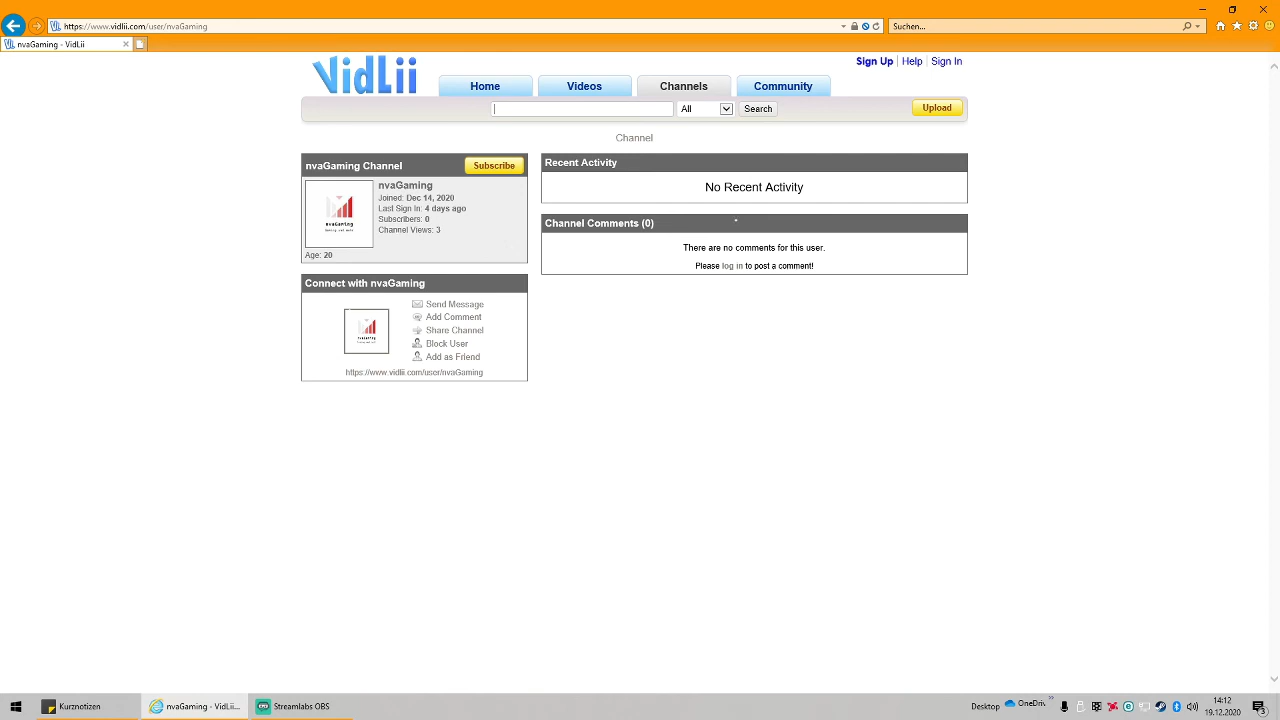 https://www.vidlii.com/user/nvaGaming
Suchen...
nvaGaming - VidLii
VidLii
Sign Up
Help
Sign In
Home
Videos
Channels
Community
All
Search
Upload
Channel
nvaGaming Channel
Subscribe
nvaGaming
Joined: Dec 14, 2020
Last Sign In: 4 days ago
Subscribers: 0
Channel Views: 3
nvaGaming
Age: 20
Recent Activity
No Recent Activity
Channel Comments (0)
There are no comments for this user.
Please log in to post a comment!
Connect with nvaGaming
Send Message
Add Comment
Share Channel
Block User
Add as Friend
https://www.vidlii.com/user/nvaGaming
Kurznotizen
nvaGaming - VidLii...
Streamlabs OBS
Desktop
OneDriv
14:12
19.12.2020
3